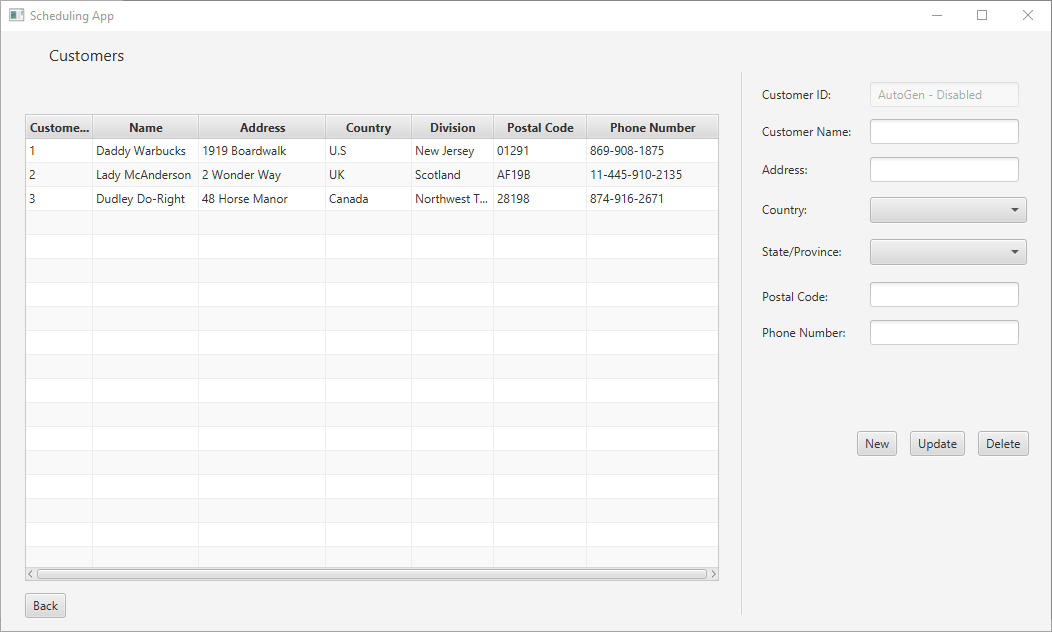 Scheduling App
Customers
Custome... Name Address Country Division Postal Code Phone Number
1 Daddy Warbucks 1919 Boardwalk U.S New Jersey 01291 869-908-1875
2 Lady McAnderson 2 Wonder Way UK Scotland AF19B 11-445-910-2135
3 Dudley Do-Right 48 Horse Manor Canada Northwest T... 28198 874-916-2671
Back
Customer ID: AutoGen - Disabled
Customer Name:
Address:
Country:
State/Province:
Postal Code:
Phone Number:
New Update Delete